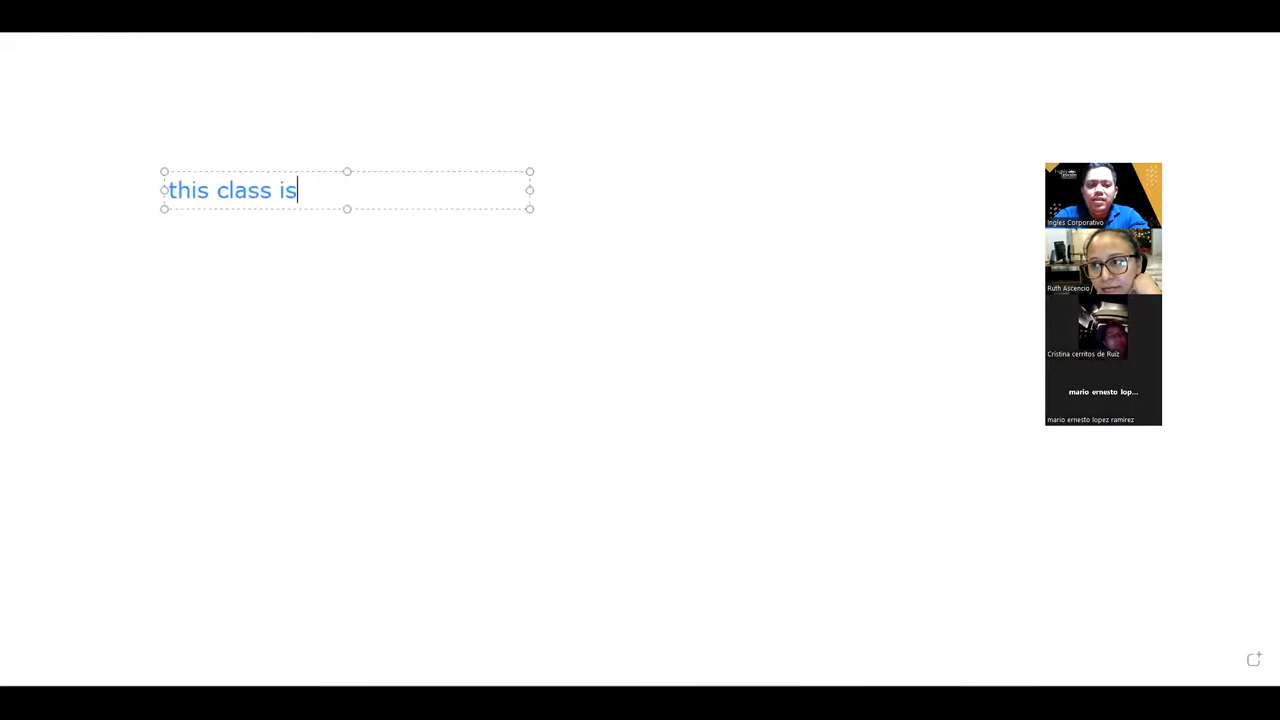 this class is
Ingles Corporativo
Ruth Ascencio
Cristina cerritos de Ruiz
mario ernesto lop...
mario ernesto lopez ramirez